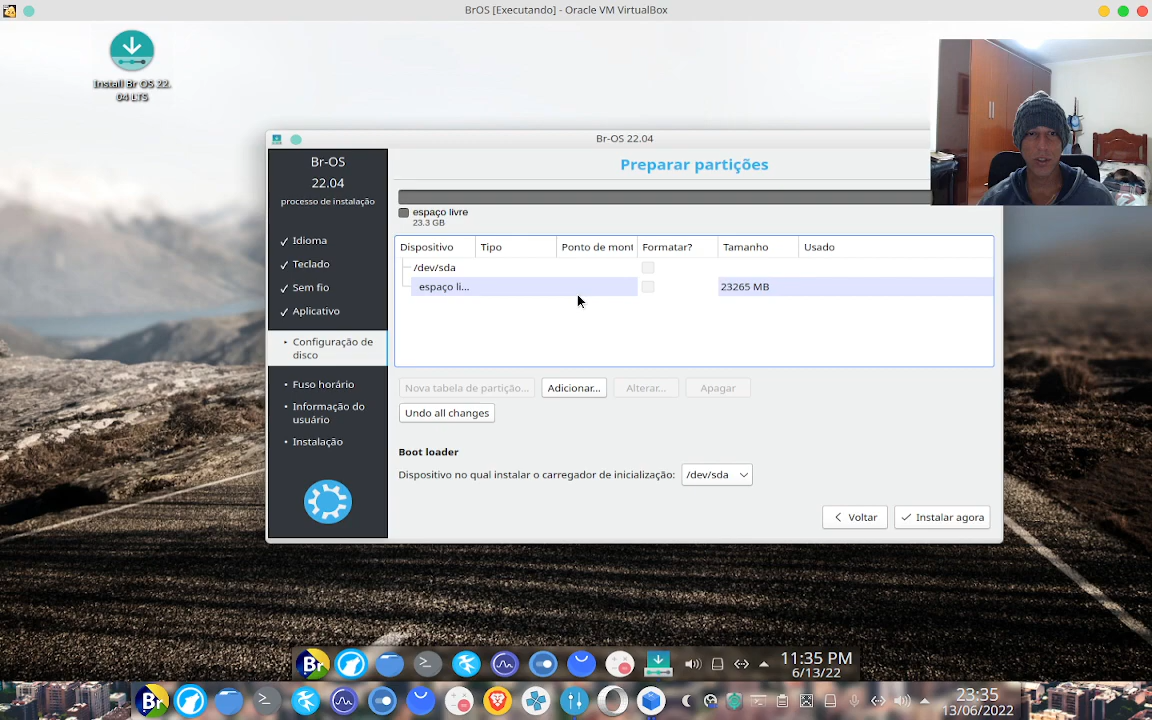 BrOS [Executando] - Oracle VM VirtualBox
Install Br OS 22.
04 LTS
Br-OS 22.04
Br-OS
22.04
processo de instalação
Idioma
Teclado
Sem fio
Aplicativo
Configuração de
disco
Fuso horário
Informação do
usuário
Instalação
Preparar partições
espaço livre
23.3 GB
Dispositivo Tipo Ponto de mont Formatar? Tamanho Usado
/dev/sda
espaço li... 23265 MB
Nova tabela de partição... Adicionar... Alterar... Apagar
Undo all changes
Boot loader
Dispositivo no qual instalar o carregador de inicialização: /dev/sda
Voltar Instalar agora
Br 11:35 PM
6/13/22
Br 23:35
13/06/2022